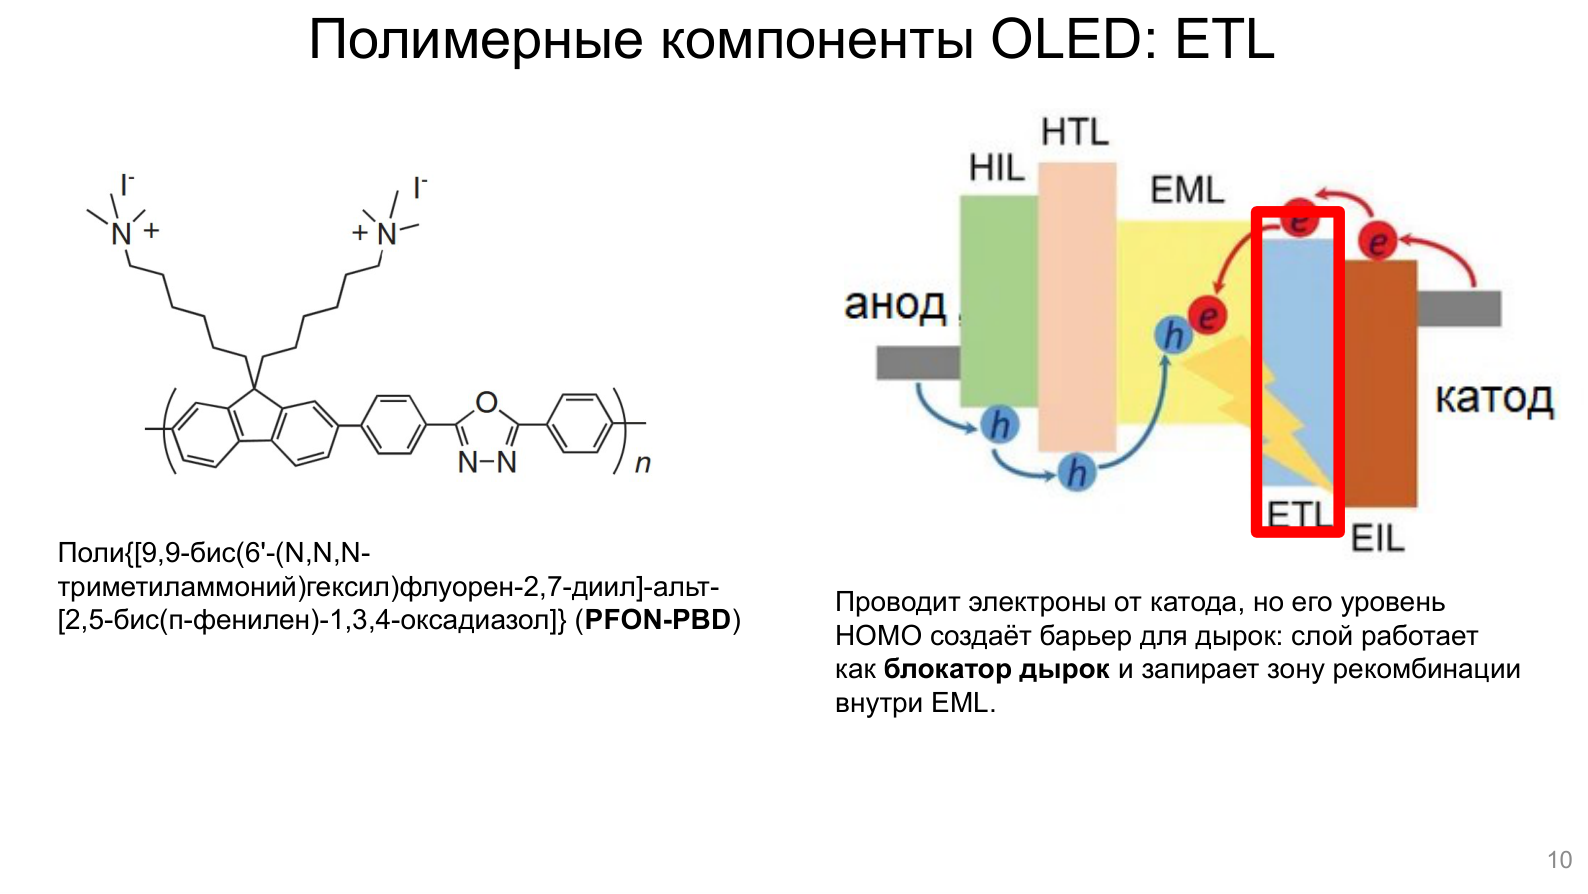 Полимерные компоненты OLED: ETL
I-
I-
N +
+ N
O
N-N
n
Поли{[9,9-бис(6'-(N,N,N-
триметиламмоний)гексил)флуорен-2,7-диил]-альт-
[2,5-бис(п-фенилен)-1,3,4-оксадиазол]} (PFON-PBD)
HTL
HIL
EML
e
e
анод
e
h
катод
h
h
ETL
EIL
Проводит электроны от катода, но его уровень
HOMO создаёт барьер для дырок: слой работает
как блокатор дырок и запирает зону рекомбинации
внутри EML.
10